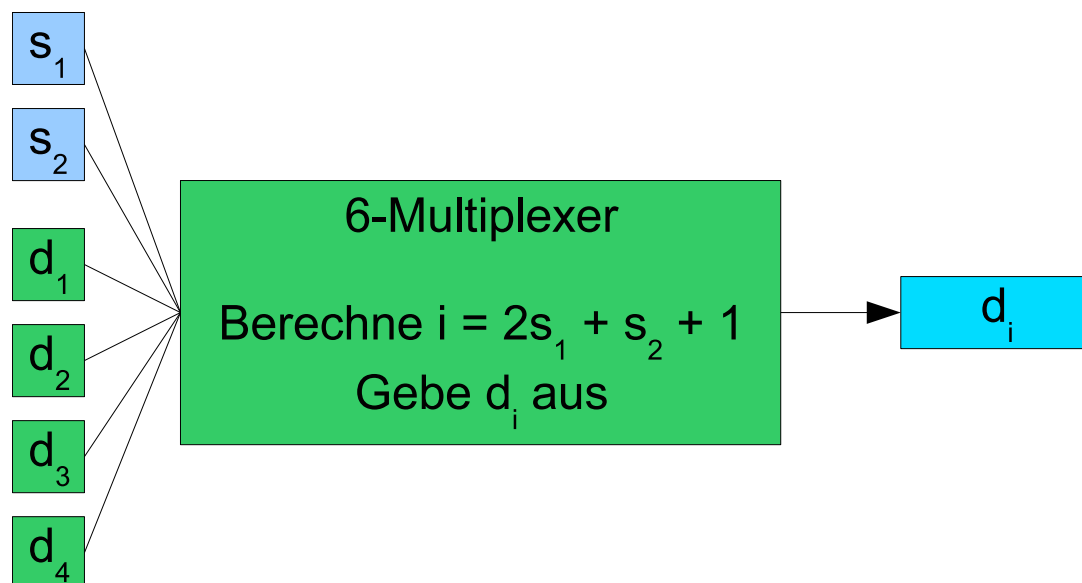 s₁
s₂
d₁
d₂
d₃
d₄
6-Multiplexer
Berechne i = 2s₁ + s₂ + 1
Gebe dᵢ aus
dᵢ